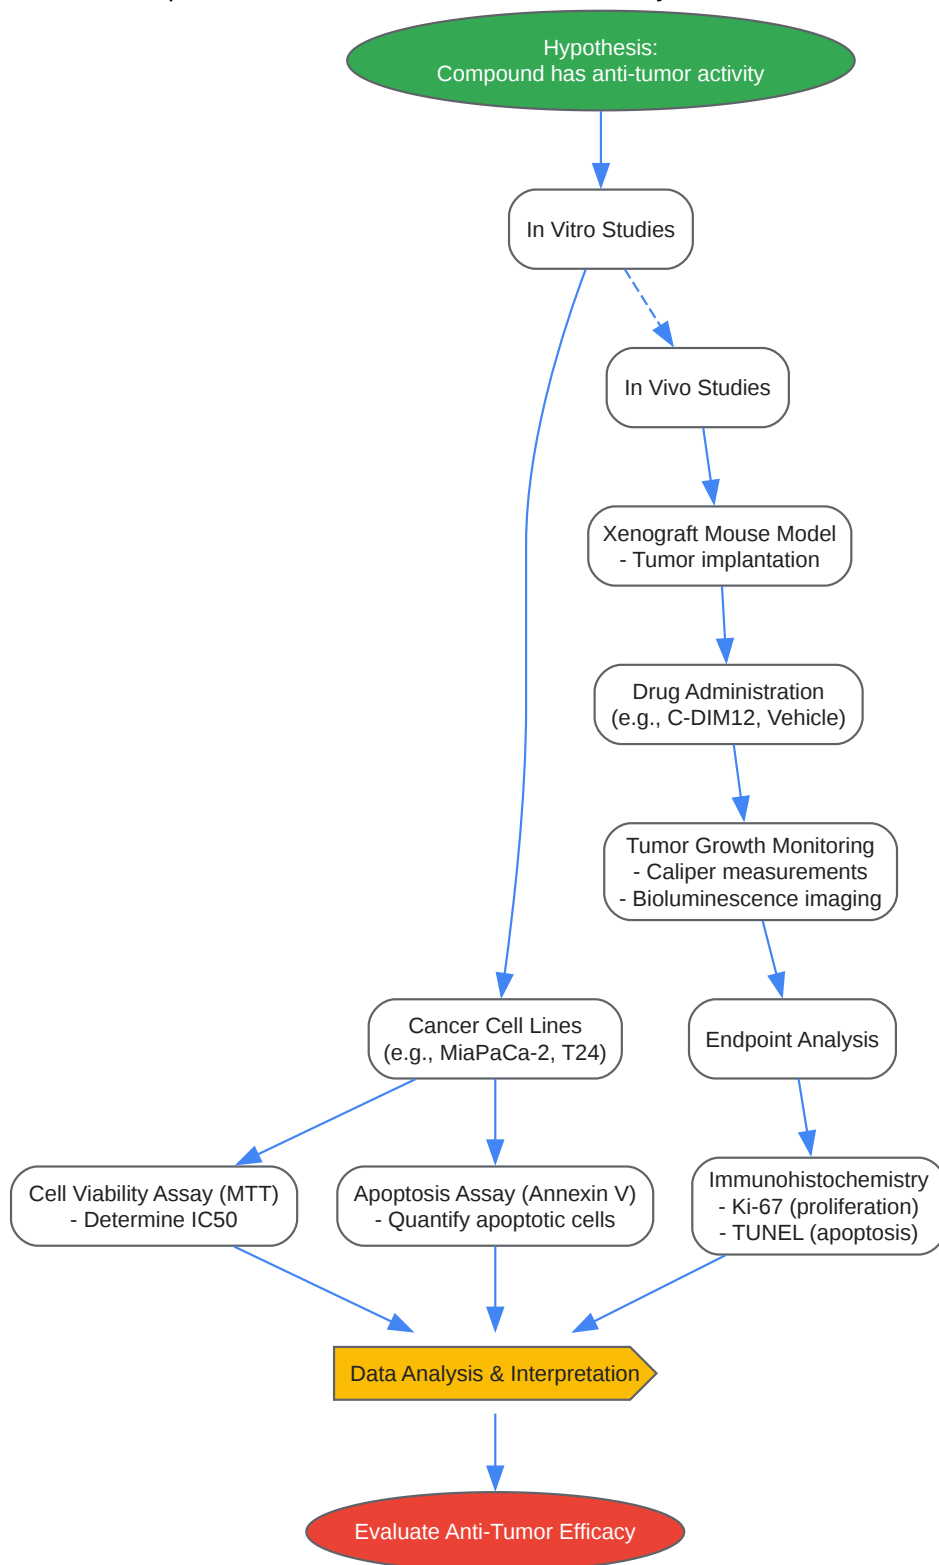 Hypothesis:
Compound has anti-tumor activity
In Vitro Studies
In Vivo Studies
Xenograft Mouse Model
- Tumor implantation
Drug Administration
(e.g., C-DIM12, Vehicle)
Tumor Growth Monitoring
- Caliper measurements
- Bioluminescence imaging
Cancer Cell Lines
(e.g., MiaPaCa-2, T24)
Endpoint Analysis
Cell Viability Assay (MTT)
- Determine IC50
Apoptosis Assay (Annexin V)
- Quantify apoptotic cells
Immunohistochemistry
- Ki-67 (proliferation)
- TUNEL (apoptosis)
Data Analysis & Interpretation
Evaluate Anti-Tumor Efficacy